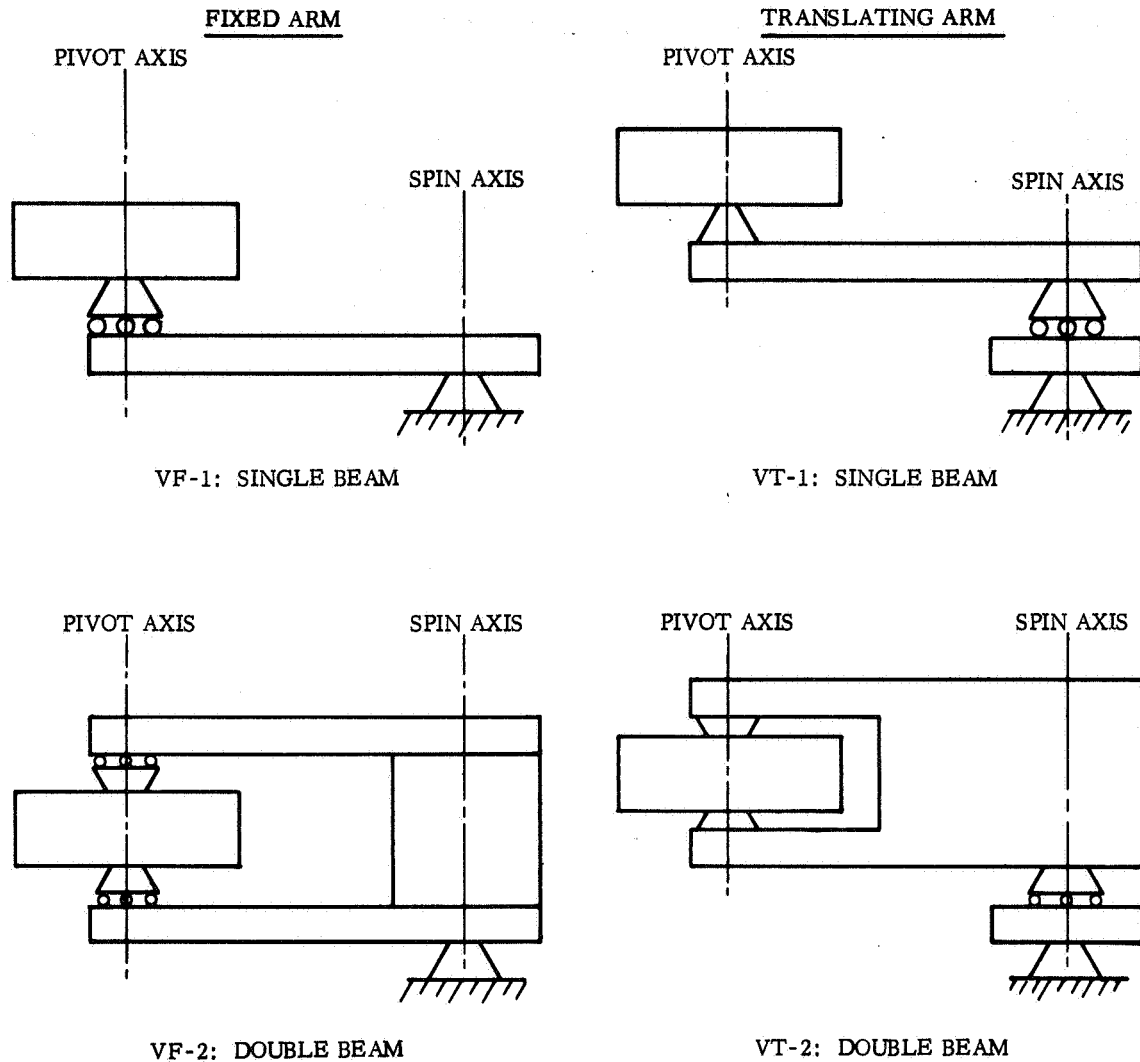 FIXED ARM
PIVOT AXIS
SPIN AXIS
VF-1: SINGLE BEAM
TRANSLATING ARM
PIVOT AXIS
SPIN AXIS
VT-1: SINGLE BEAM
PIVOT AXIS
SPIN AXIS
VF-2: DOUBLE BEAM
PIVOT AXIS
SPIN AXIS
VT-2: DOUBLE BEAM